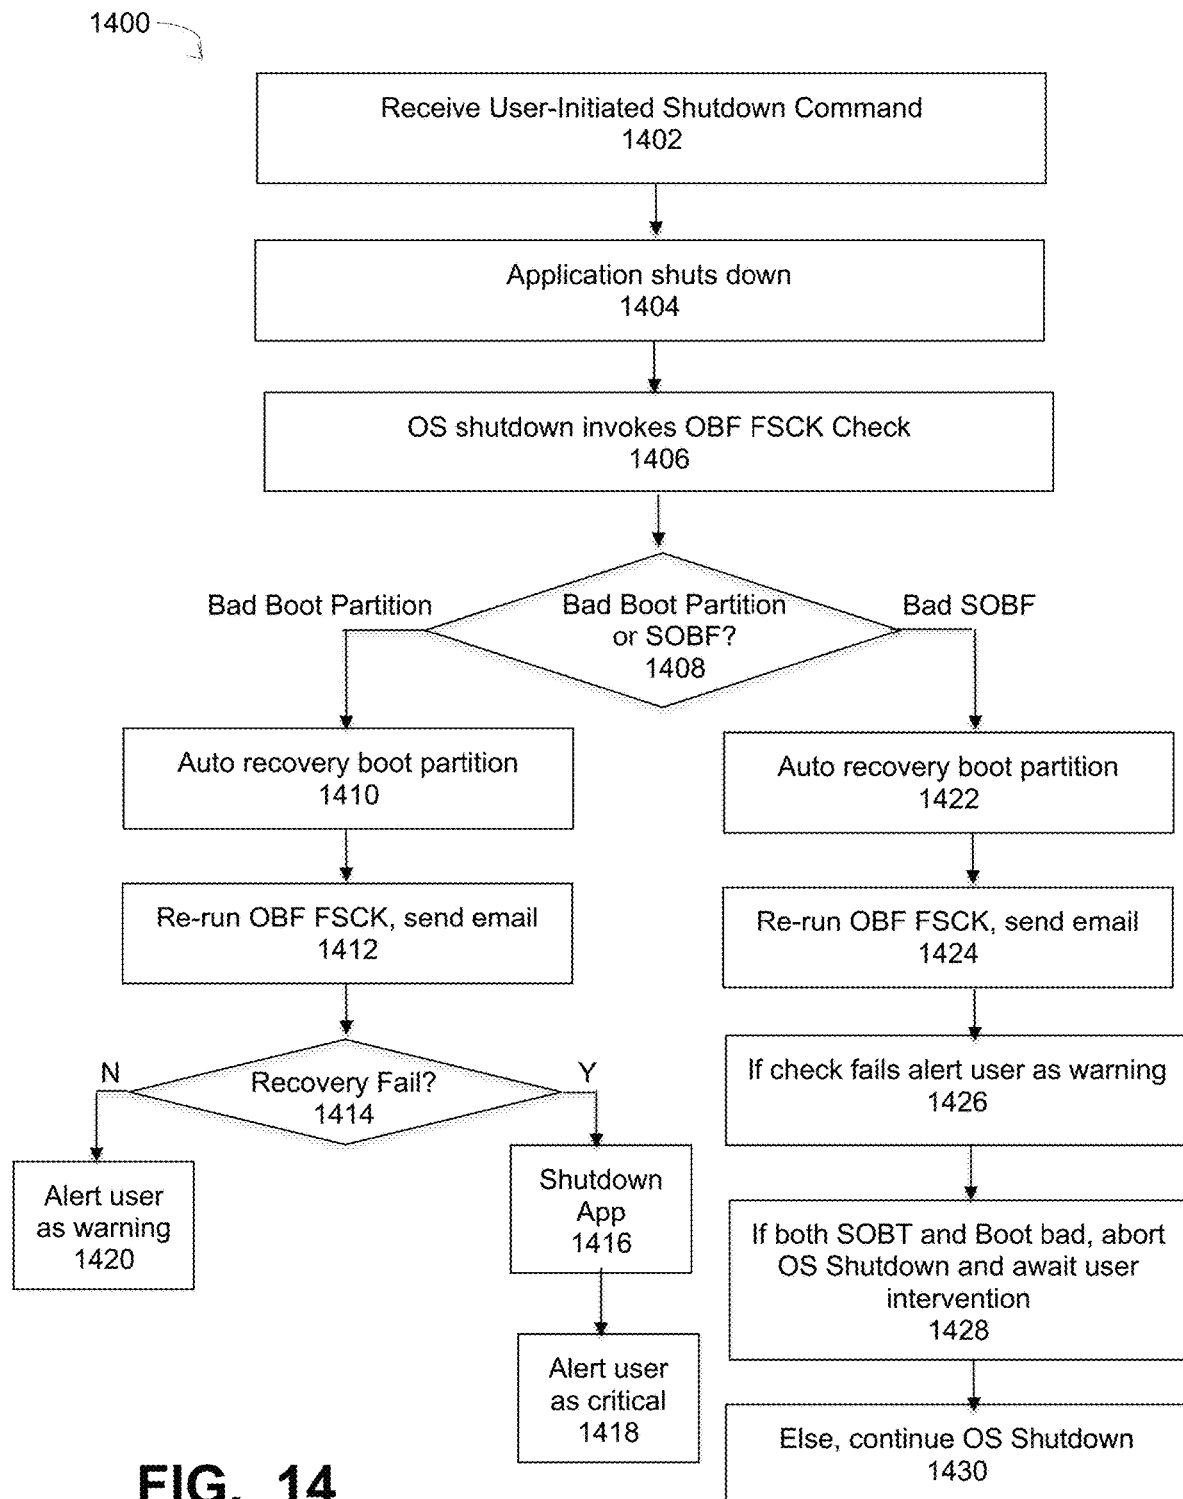 1400
Receive User-Initiated Shutdown Command
1402
Application shuts down
1404
OS shutdown invokes OBF FSCK Check
1406
Bad Boot Partition
Bad Boot Partition
or SOBF?
1408
Bad SOBF
Auto recovery boot partition
1410
Auto recovery boot partition
1422
Re-run OBF FSCK, send email
1412
Re-run OBF FSCK, send email
1424
N
Recovery Fail?
1414
Y
If check fails alert user as warning
1426
Alert user
as warning
1420
Shutdown
App
1416
If both SOBT and Boot bad, abort
OS Shutdown and await user
intervention
1428
Alert user
as critical
1418
Else, continue OS Shutdown
1430
FIG. 14